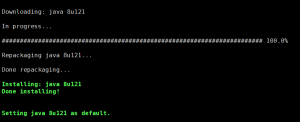 Downloading: java 8u121
In progress...
######################################################################## 100.0%
Repackaging java 8u121...
Done repackaging...
Installing: java 8u121
Done installing!
Setting java 8u121 as default.